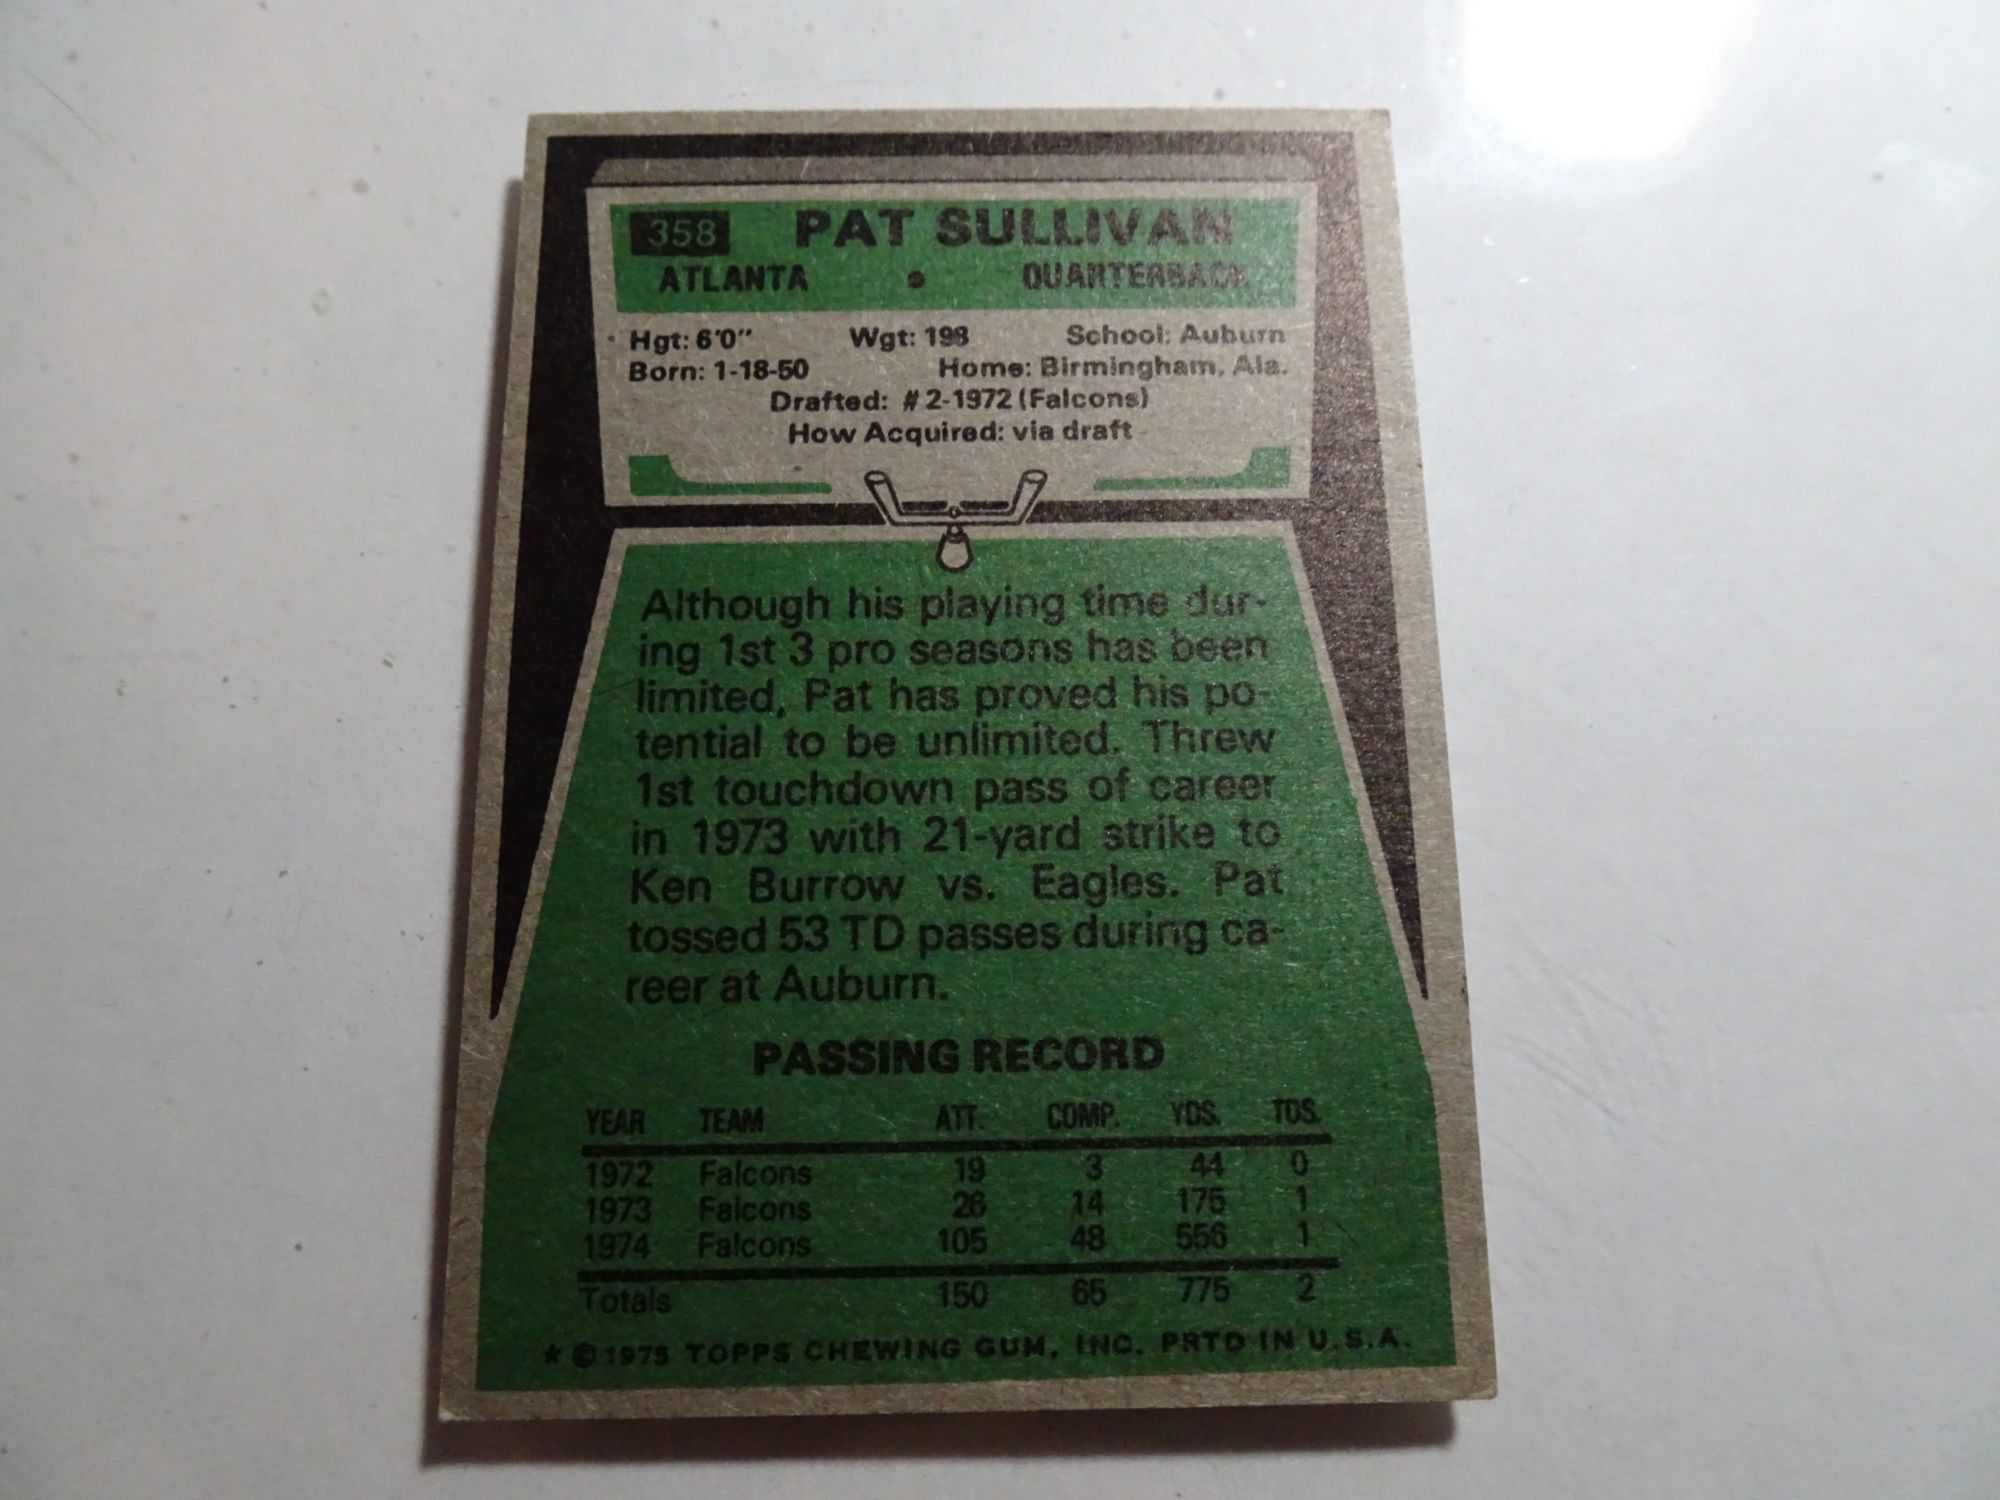 358 PAT SULLIVAN
ATLANTA • QUARTERBACK
Hgt: 6'0" Wgt: 198 School: Auburn
Born: 1-18-50 Home: Birmingham, Ala.
Drafted: #2-1972 (Falcons)
How Acquired: via draft
Although his playing time dur-
ing 1st 3 pro seasons has been
limited, Pat has proved his po-
tential to be unlimited. Threw
1st touchdown pass of career
in 1973 with 21-yard strike to
Ken Burrow vs. Eagles. Pat
tossed 53 TD passes during ca-
reer at Auburn.
PASSING RECORD
YEAR TEAM ATT. COMP. YDS. TDS.
1972 Falcons 19 3 44 0
1973 Falcons 26 14 175 1
1974 Falcons 105 48 556 1
Totals 150 65 775 2
* © 1975 TOPPS CHEWING GUM, INC. PRTD IN U.S.A.